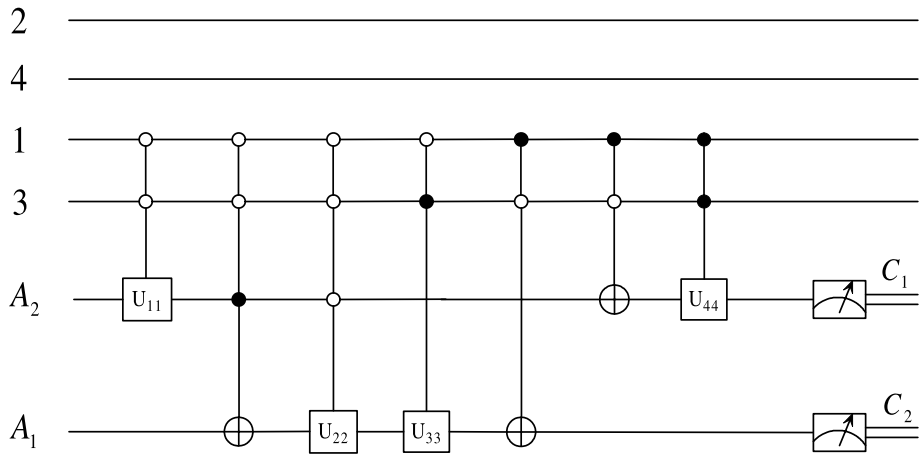 2
4
1
3
A₂ U₁₁ U₄₄ C₁
A₁ U₂₂ U₃₃ C₂